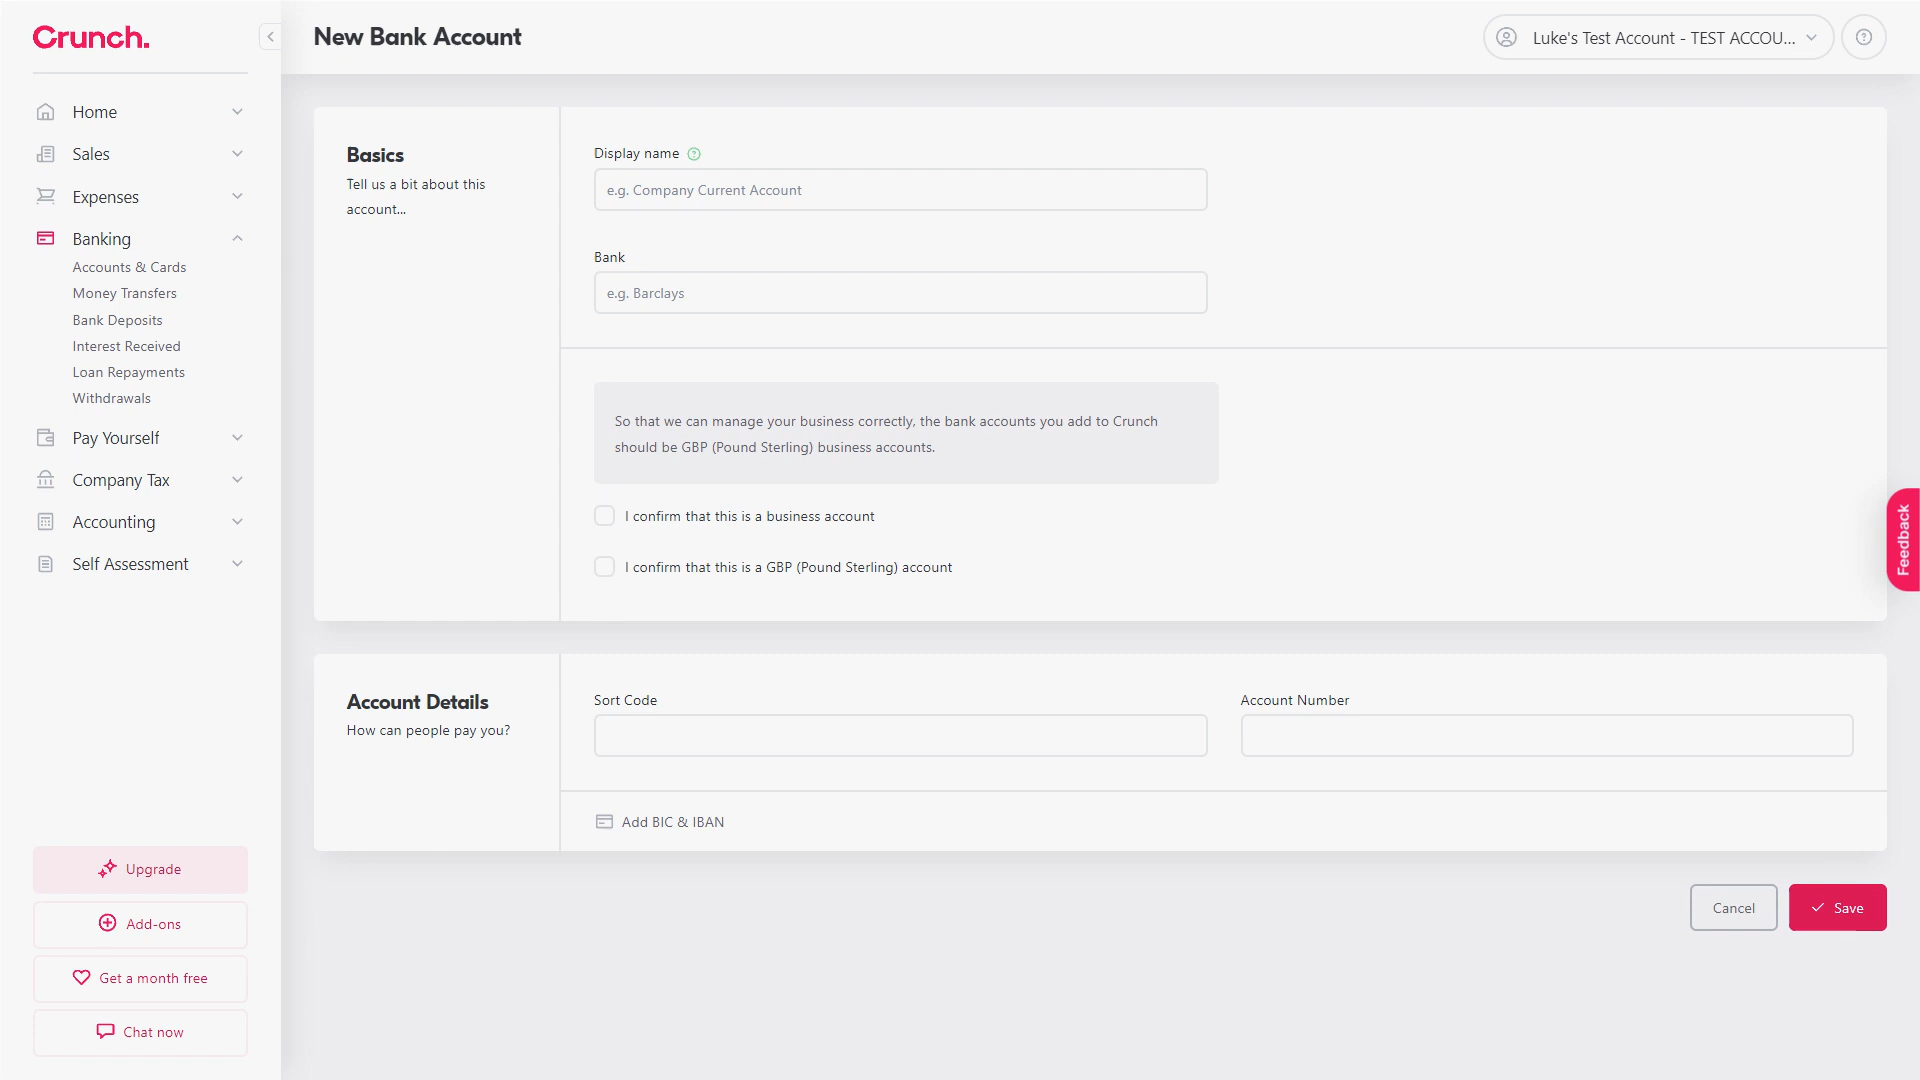 Crunch.
New Bank Account
Luke's Test Account - TEST ACCOU...
Home
Sales
Expenses
Banking
Accounts & Cards
Money Transfers
Bank Deposits
Interest Received
Loan Repayments
Withdrawals
Pay Yourself
Company Tax
Accounting
Self Assessment
Upgrade
Add-ons
Get a month free
Chat now
Basics
Tell us a bit about this
account...
Display name
e.g. Company Current Account
Bank
e.g. Barclays
So that we can manage your business correctly, the bank accounts you add to Crunch
should be GBP (Pound Sterling) business accounts.
I confirm that this is a business account
I confirm that this is a GBP (Pound Sterling) account
Account Details
How can people pay you?
Sort Code
Account Number
Add BIC & IBAN
Cancel
Save
Feedback